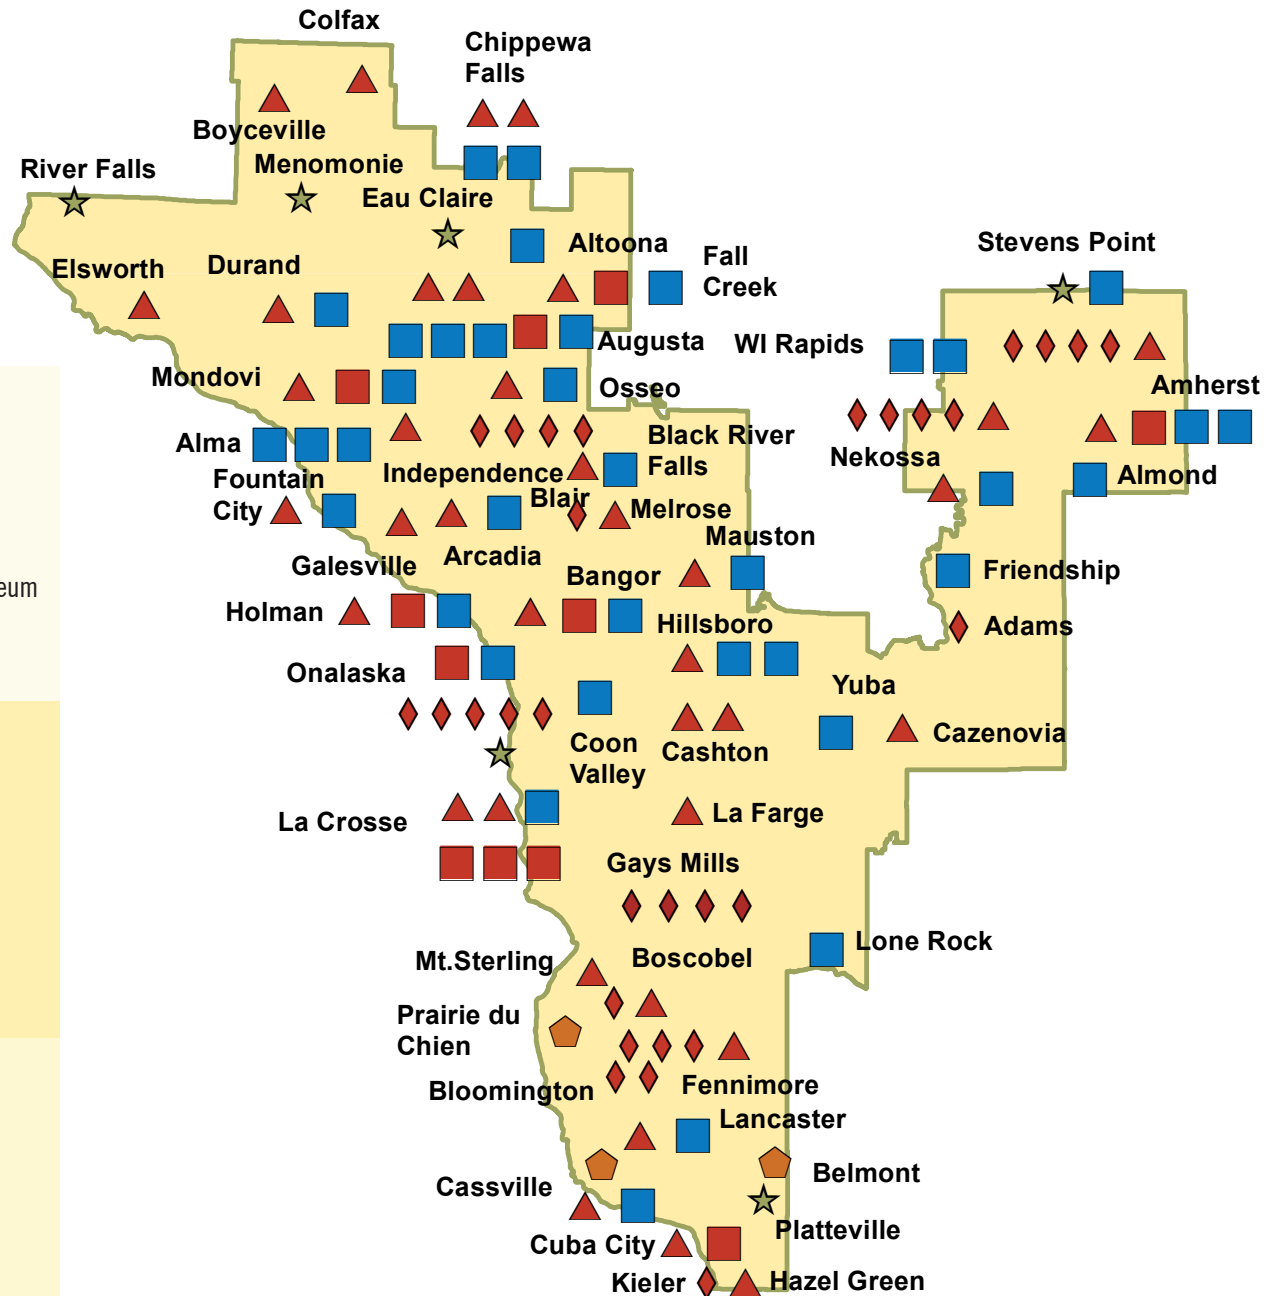 Colfax
Chippewa
Falls
Boyceville
River Falls
Menomonie
Eau Claire
Altoona
Fall
Creek
Stevens Point
Elsworth
Durand
Augusta
WI Rapids
Mondovi
Osseo
Amherst
Alma
Black River
Falls
Nekossa
Independence
Almond
Fountain
City
Blair
Melrose
Mauston
Arcadia
Galesville
Bangor
Friendship
eum
Holman
Hillsboro
Adams
Onalaska
Yuba
Coon
Valley
Cashton
Cazenovia
La Crosse
La Farge
Gays Mills
Lone Rock
Mt.Sterling
Boscobel
Prairie du
Chien
Bloomington
Fennimore
Lancaster
Cassville
Belmont
Platteville
Cuba City
Kieler
Hazel Green